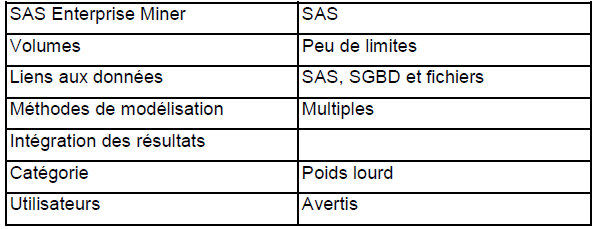 SAS Enterprise Miner SAS
Volumes Peu de limites
Liens aux données SAS, SGBD et fichiers
Méthodes de modélisation Multiples
Intégration des résultats
Catégorie Poids lourd
Utilisateurs Avertis